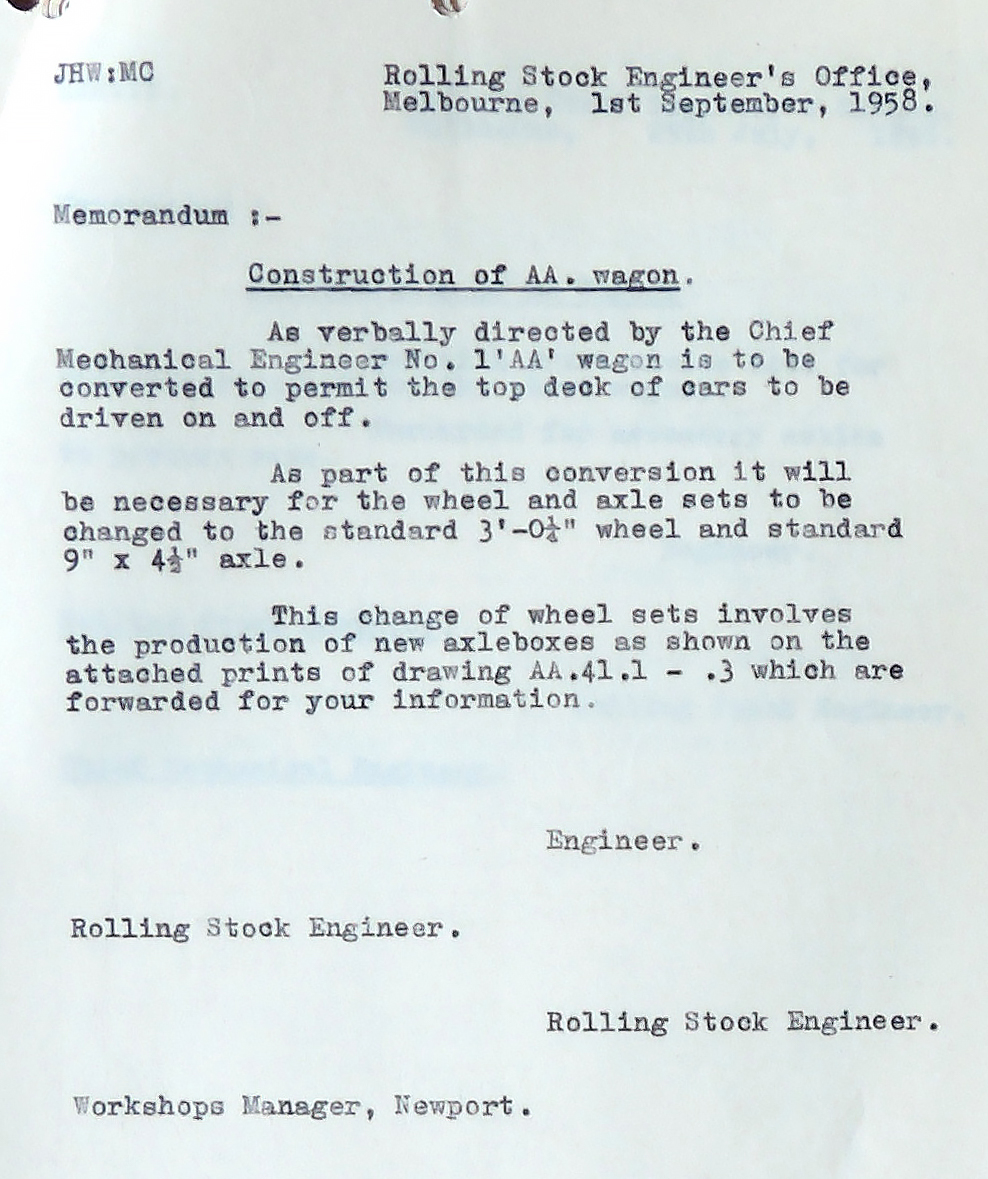 JHW:MC
Rolling Stock Engineer's Office,
Melbourne, 1st September, 1958.
Memorandum :-
Construction of AA. wagon.
As verbally directed by the Chief
Mechanical Engineer No. 1'AA' wagon is to be
converted to permit the top deck of cars to be
driven on and off.
As part of this conversion it will
be necessary for the wheel and axle sets to be
changed to the standard 3'-0¼" wheel and standard
9" x 4½" axle.
This change of wheel sets involves
the production of new axleboxes as shown on the
attached prints of drawing AA.41.1 - .3 which are
forwarded for your information.
Engineer.
Rolling Stock Engineer.
Rolling Stock Engineer.
Workshops Manager, Newport.